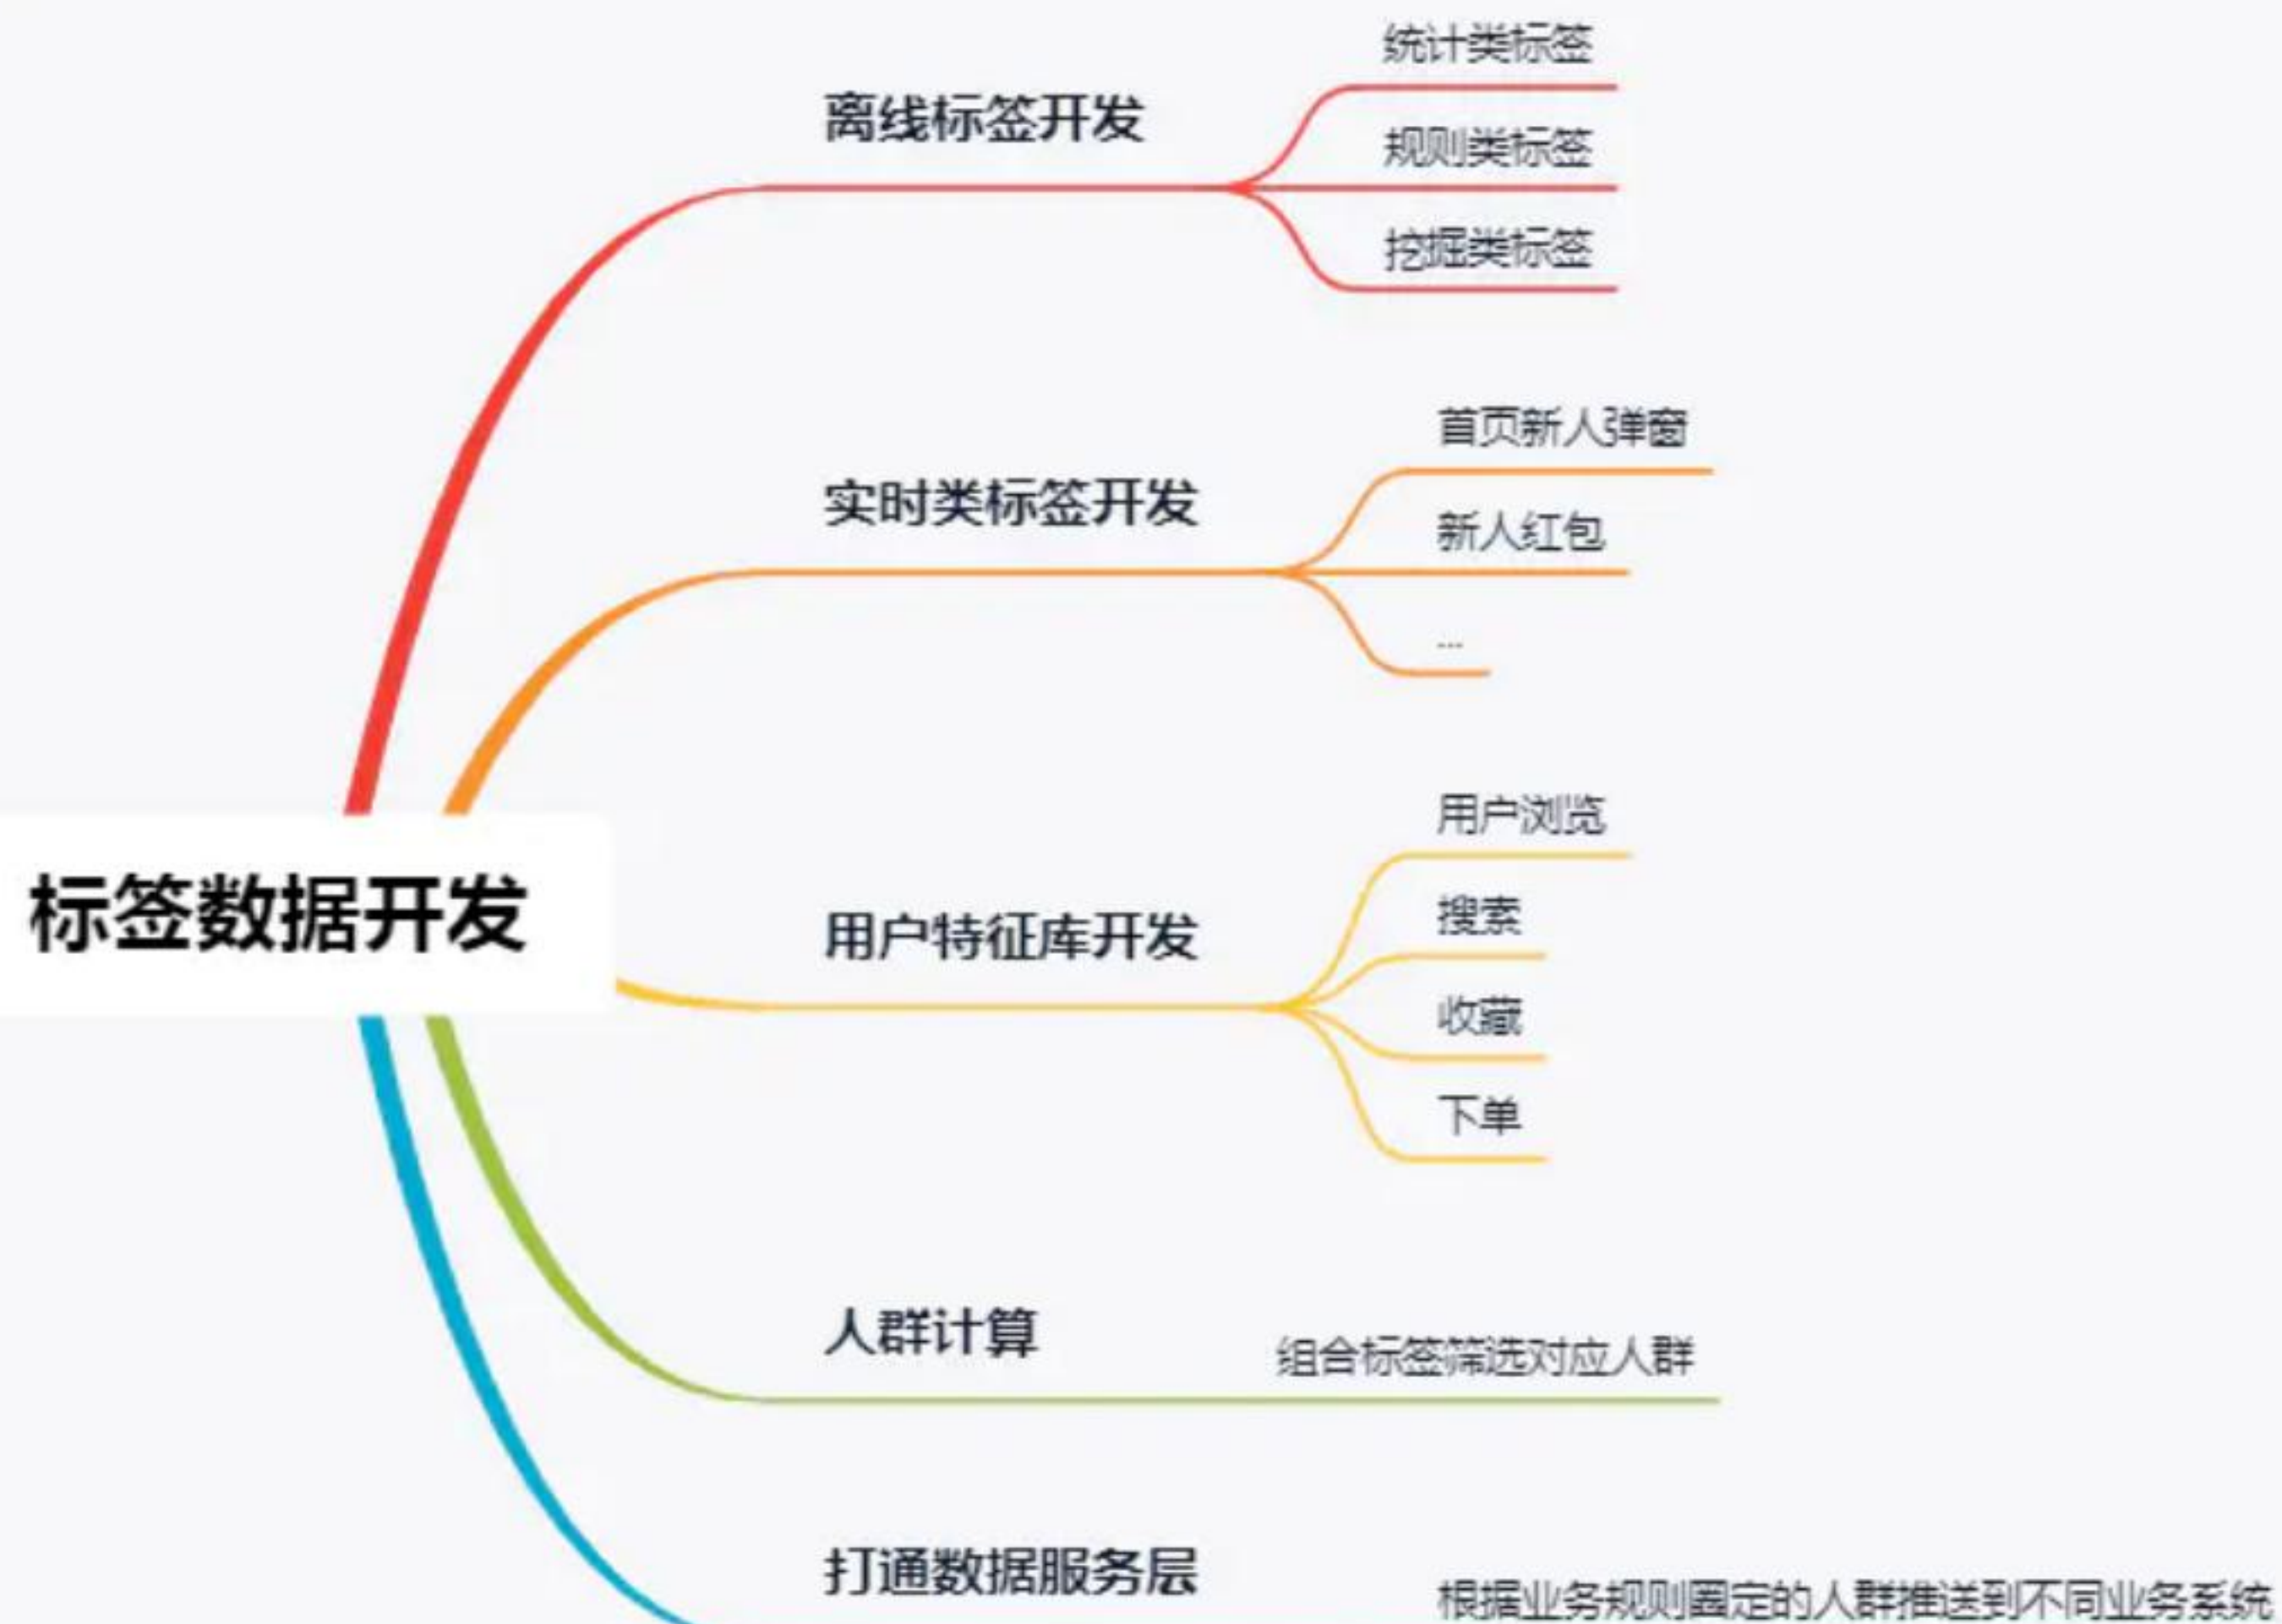 统计类标签
离线标签开发
规则类标签
挖掘类标签
首页新人弹窗
实时类标签开发
新人红包
...
用户浏览
标签数据开发
搜索
用户特征库开发
收藏
下单
人群计算
组合标签筛选对应人群
打通数据服务层
根据业务规则圈定的人群推送到不同业务系统